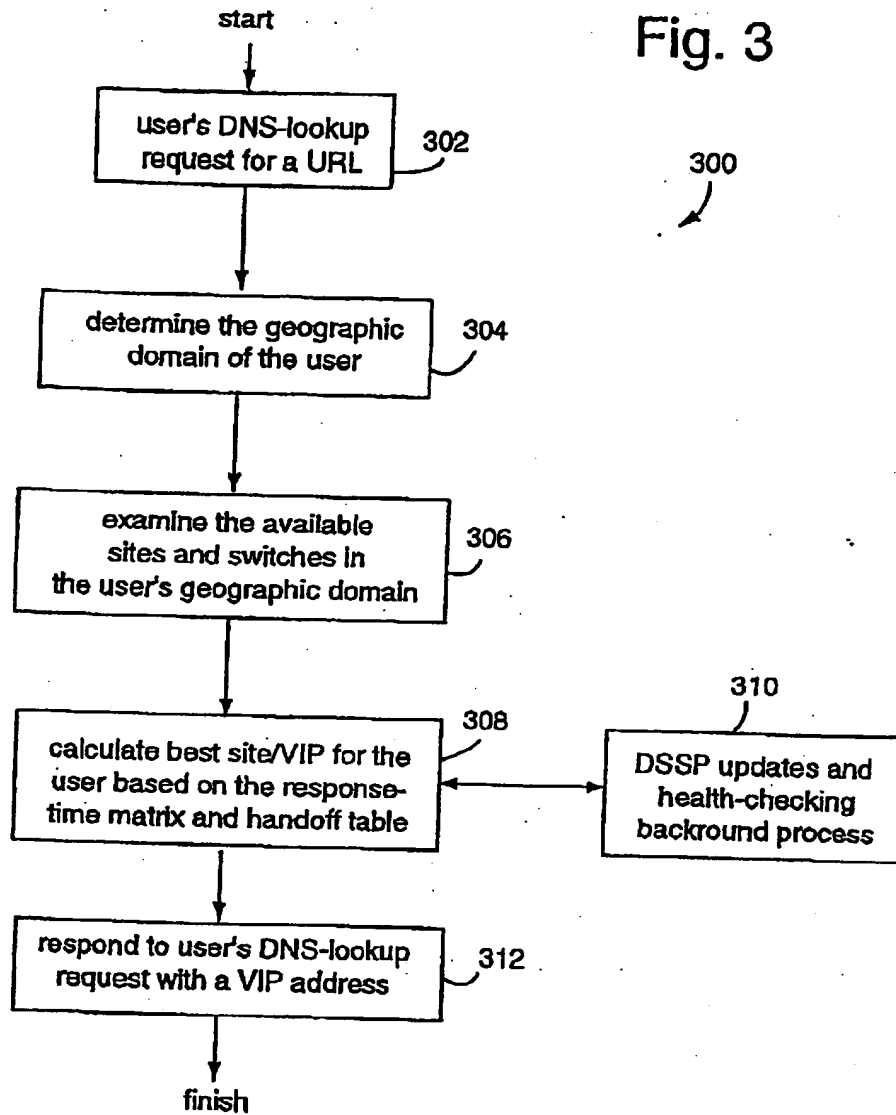 Fig. 3
start
user's DNS-lookup
request for a URL
302
300
determine the geographic
domain of the user
304
examine the available
sites and switches in
the user's geographic domain
306
calculate best site/VIP for the
user based on the response-
time matrix and handoff table
308
310
DSSP updates and
health-checking
backround process
respond to user's DNS-lookup
request with a VIP address
312
finish